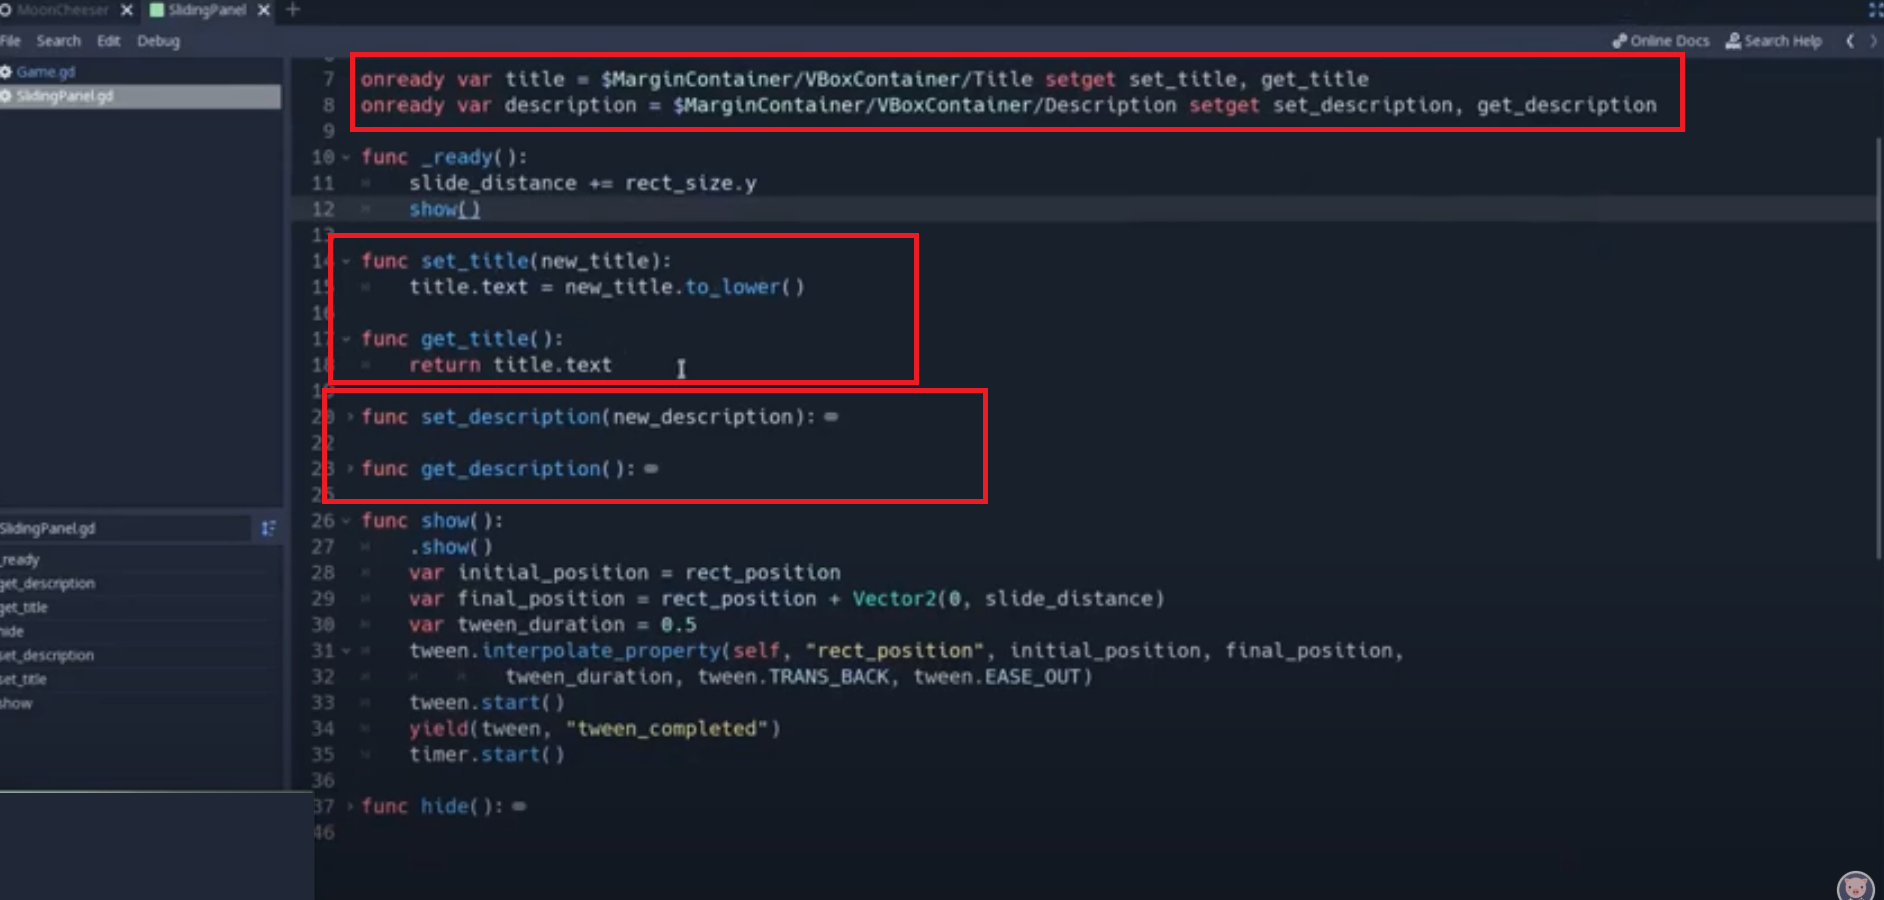 MoonCheeser × SlidingPanel × +
File Search Edit Debug Online Docs Search Help
Game.gd
SlidingPanel.gd
7 onready var title = $MarginContainer/VBoxContainer/Title setget set_title, get_title
8 onready var description = $MarginContainer/VBoxContainer/Description setget set_description, get_description
9
10 func _ready():
11 slide_distance += rect_size.y
12 show()
13
14 func set_title(new_title):
15 title.text = new_title.to_lower()
16
17 func get_title():
18 return title.text
19
20 func set_description(new_description):
22
23 func get_description():
25
26 func show():
27 .show()
28 var initial_position = rect_position
29 var final_position = rect_position + Vector2(0, slide_distance)
30 var tween_duration = 0.5
31 tween.interpolate_property(self, "rect_position", initial_position, final_position,
32 tween_duration, tween.TRANS_BACK, tween.EASE_OUT)
33 tween.start()
34 yield(tween, "tween_completed")
35 timer.start()
36
37 func hide():
46
SlidingPanel.gd
_ready
get_description
get_title
hide
set_description
set_title
show